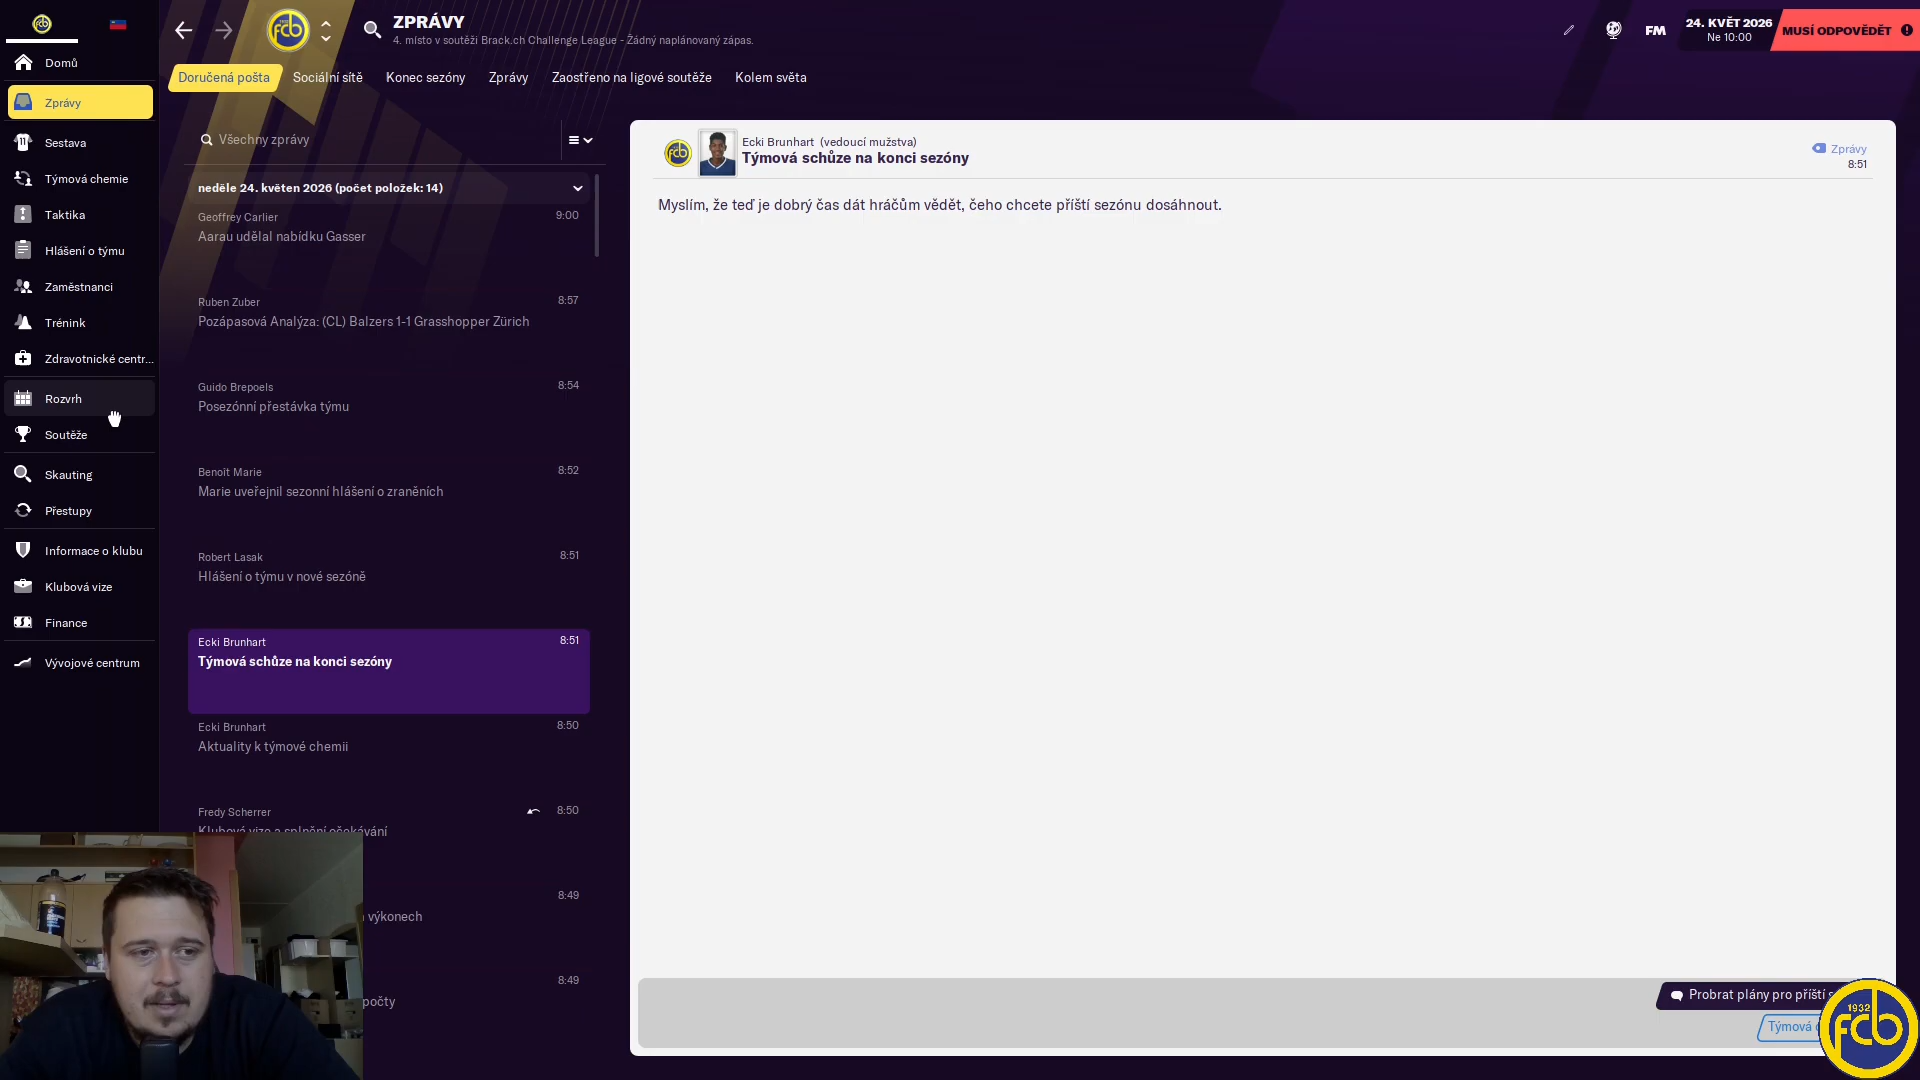 Domů
Zprávy
Sestava
Týmová chemie
Taktika
Hlášení o týmu
Zaměstnanci
Trénink
Zdravotnické centr...
Rozvrh
Soutěže
Skauting
Přestupy
Informace o klubu
Klubová vize
Finance
Vývojové centrum
fcb
ZPRÁVY
4. místo v soutěži Brack.ch Challenge League - Žádný naplánovaný zápas.
FM
24. KVĚT 2026
Ne 10:00
MUSÍ ODPOVĚDĚT
Doručená pošta
Sociální sítě
Konec sezóny
Zprávy
Zaostřeno na ligové soutěže
Kolem světa
Všechny zprávy
neděle 24. květen 2026 (počet položek: 14)
Geoffrey Carlier 9:00
Aarau udělal nabídku Gasser
Ruben Zuber 8:57
Pozápasová Analýza: (CL) Balzers 1-1 Grasshopper Zürich
Guido Brepoels 8:54
Posezónní přestávka týmu
Benoît Marie 8:52
Marie uveřejnil sezonní hlášení o zraněních
Robert Lasak 8:51
Hlášení o týmu v nové sezóně
Ecki Brunhart 8:51
Týmová schůze na konci sezóny
Ecki Brunhart 8:50
Aktuality k týmové chemii
Fredy Scherrer 8:50
Klubová vize a splnění očekávání
8:49
výkonech
8:49
počty
Ecki Brunhart (vedoucí mužstva)
Týmová schůze na konci sezóny
Zprávy
8:51
Myslím, že teď je dobrý čas dát hráčům vědět, čeho chcete příští sezónu dosáhnout.
Probrat plány pro příští
Týmová
1932
fcb